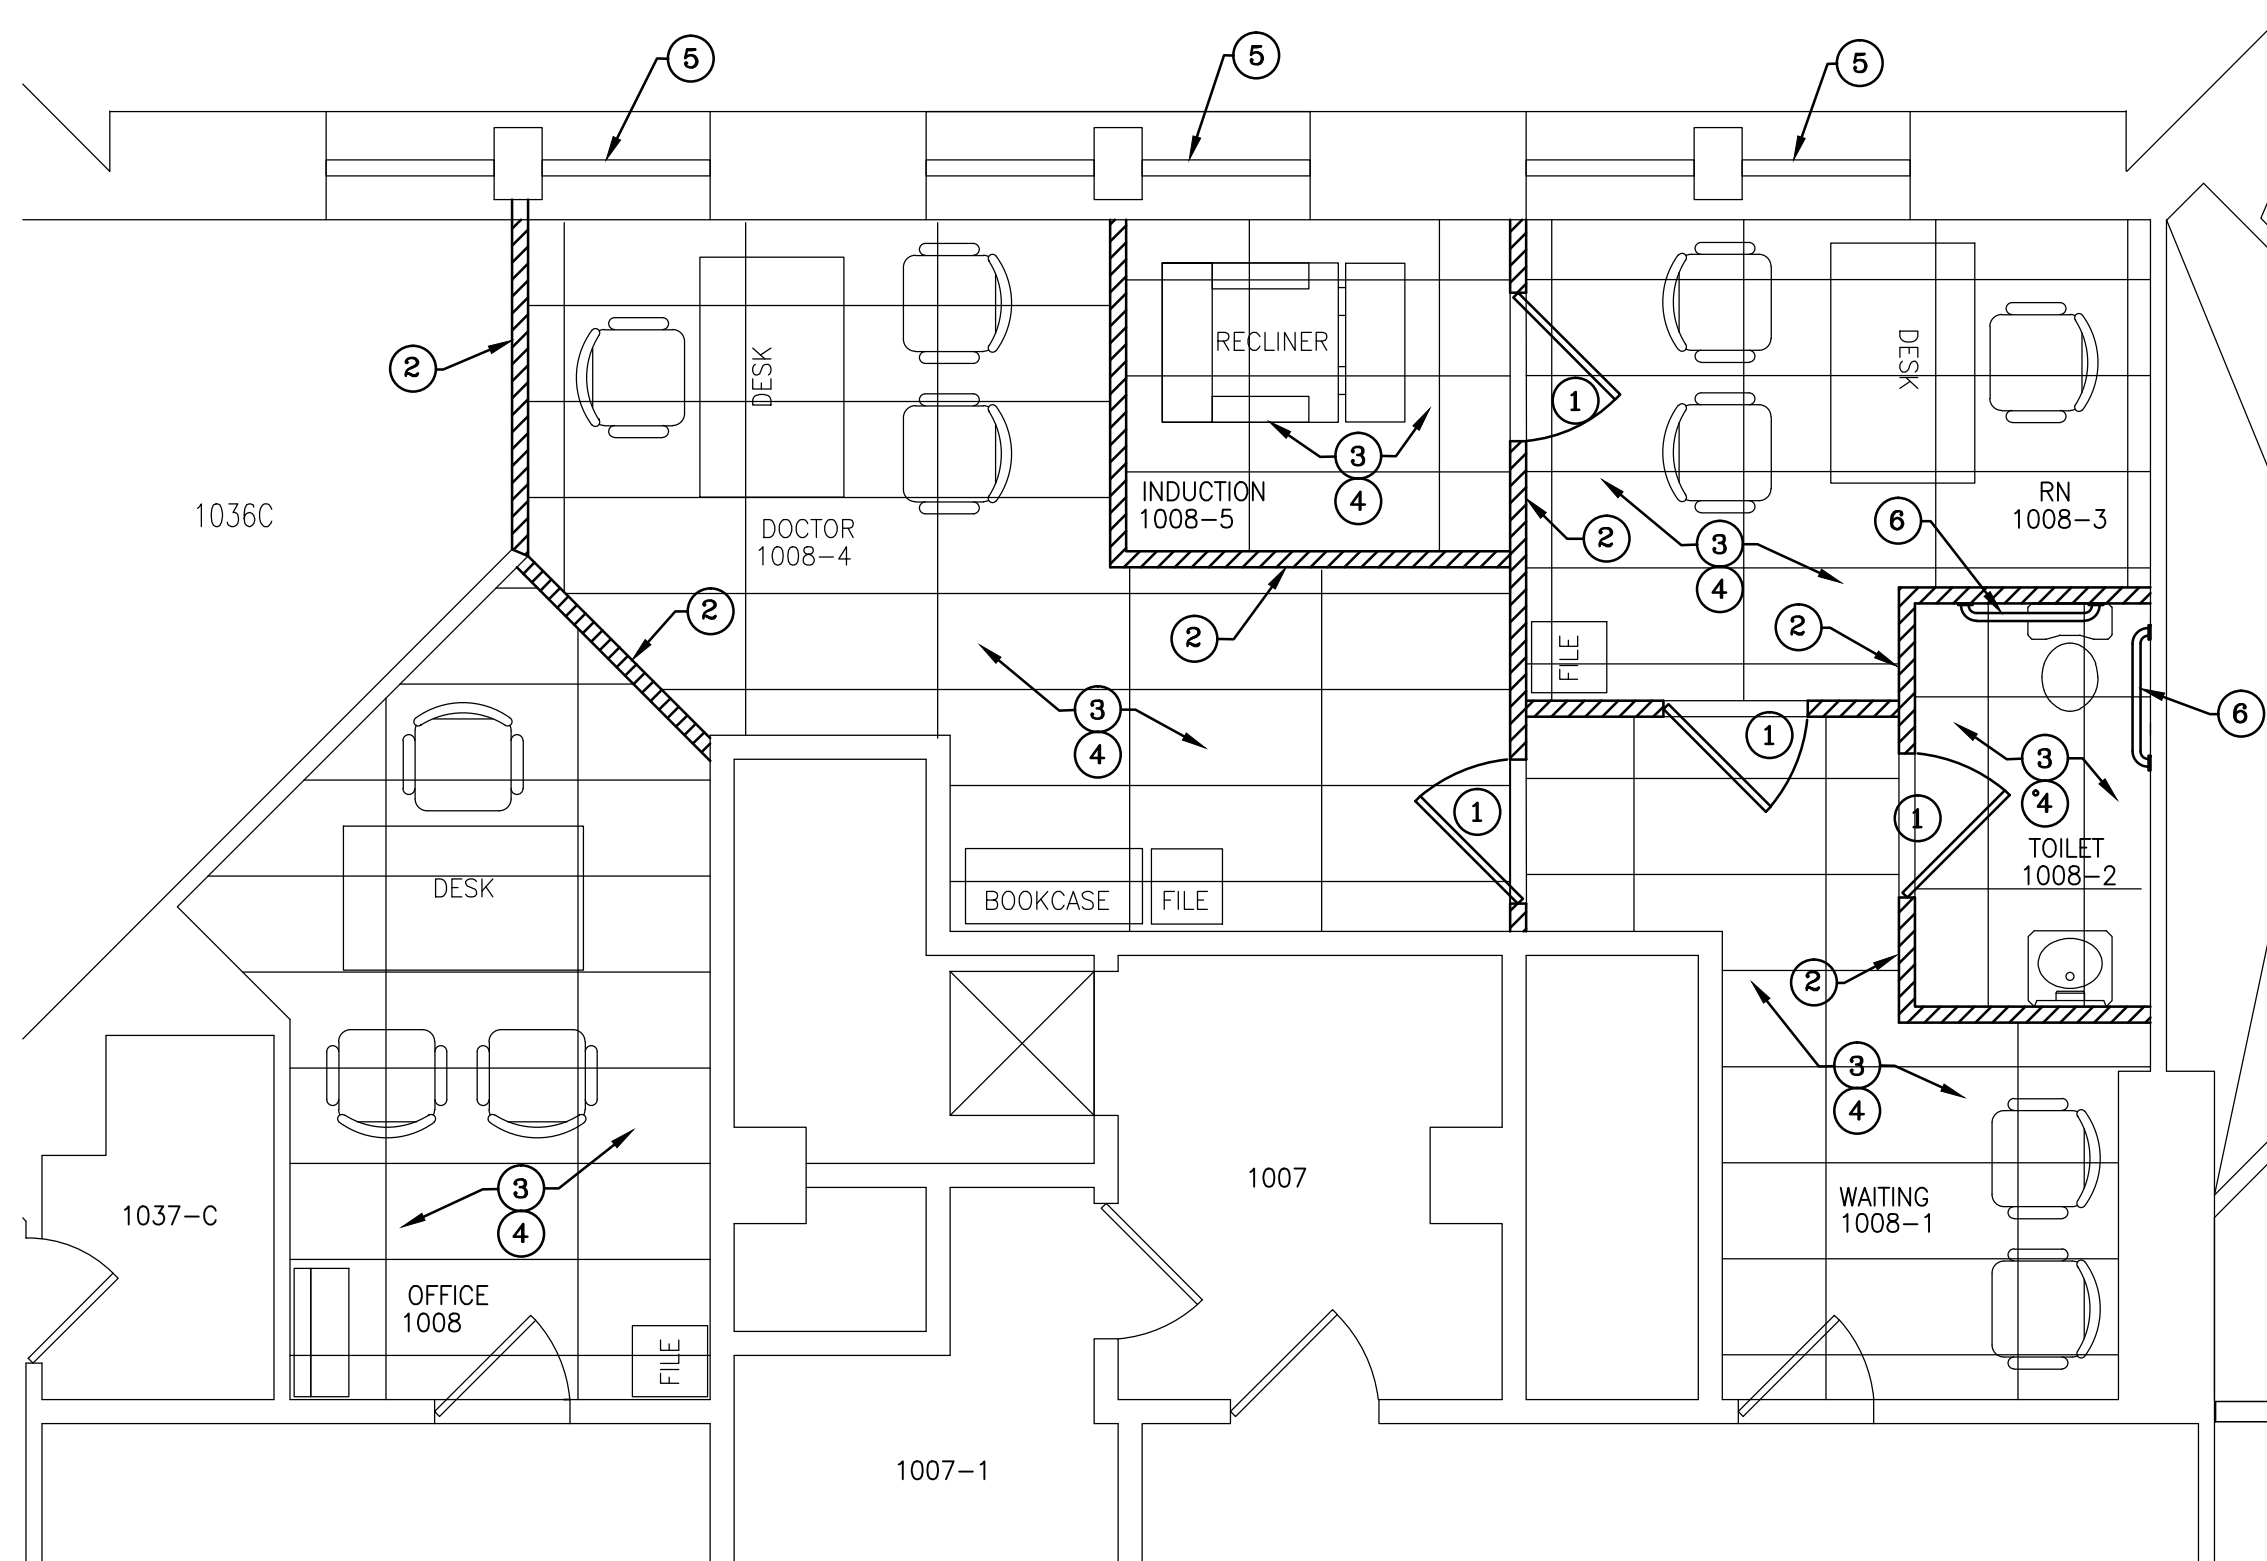 5
5
5
DESK
RECLINER
DESK
2
1
3
4
INDUCTION
1008-5
RN
1008-3
1036C
DOCTOR
1008-4
2
6
3
4
2
2
2
FILE
6
3
4
1
3
4
1
1
TOILET
1008-2
DESK
BOOKCASE
FILE
2
3
4
1007
WAITING
1008-1
3
4
1037-C
OFFICE
1008
FILE
1007-1